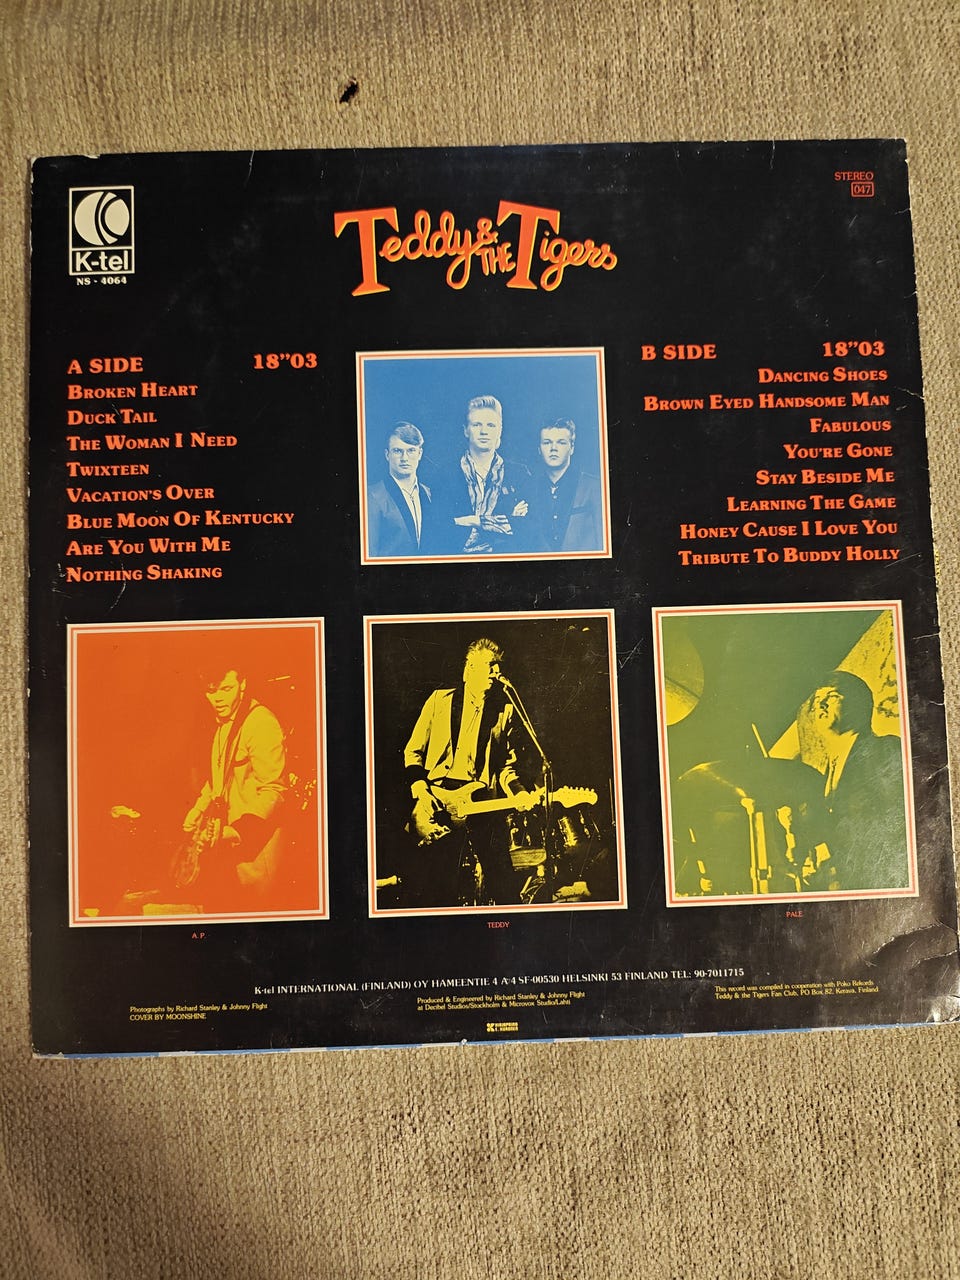 STEREO
047
K-tel
NS - 4064
Teddy & THE Tigers
A SIDE 18"03
BROKEN HEART
DUCK TAIL
THE WOMAN I NEED
TWIXTEEN
VACATION'S OVER
BLUE MOON OF KENTUCKY
ARE YOU WITH ME
NOTHING SHAKING
B SIDE 18"03
DANCING SHOES
BROWN EYED HANDSOME MAN
FABULOUS
YOU'RE GONE
STAY BESIDE ME
LEARNING THE GAME
HONEY CAUSE I LOVE YOU
TRIBUTE TO BUDDY HOLLY
A. P.
TEDDY
PALE
K-tel INTERNATIONAL (FINLAND) OY HAMEENTIE 4 A 4 SF-00530 HELSINKI 53 FINLAND TEL: 90-7011715
Photographs by Richard Stanley & Johnny Flight
COVER BY MOONSHINE
Produced & Engineered by Richard Stanley & Johnny Flight
at Decibel Studios/Stockholm & Microvox Studio/Lahti
This record was compiled in cooperation with Poko Rekords
Teddy & the Tigers Fan Club, PO Box 82, Kerava, Finland